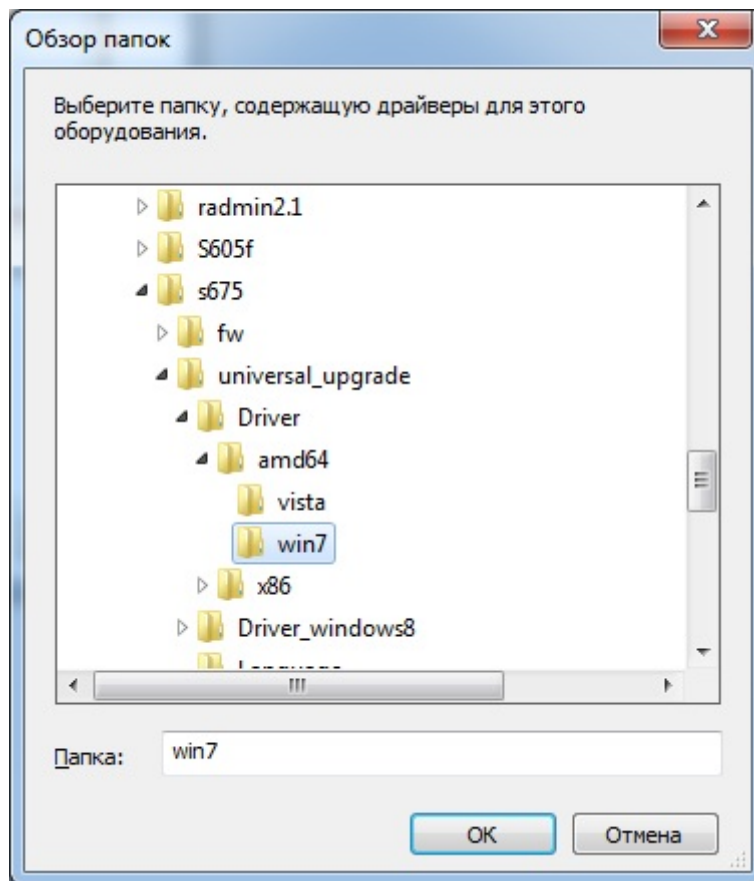 Обзор папок
Выберите папку, содержащую драйверы для этого
оборудования.
radmin2.1
S605f
s675
fw
universal_upgrade
Driver
amd64
vista
win7
x86
Driver_windows8
Папка:
win7
OK
Отмена